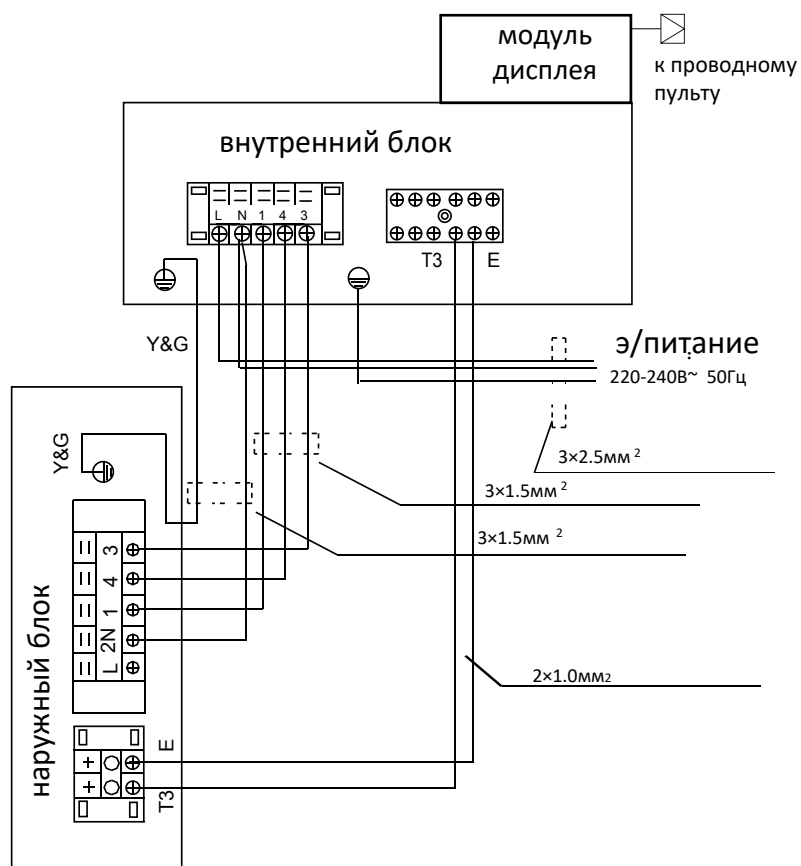 модуль
дисплея
к проводному
пульту
внутренний блок
L N 1 4 3
T3 E
Y&G
э/питание
220-240В~ 50Гц
Y&G
3×2.5мм 2
3×1.5мм 2
3×1.5мм 2
наружный блок
L 2N 1 4 3
2×1.0мм2
T3 E